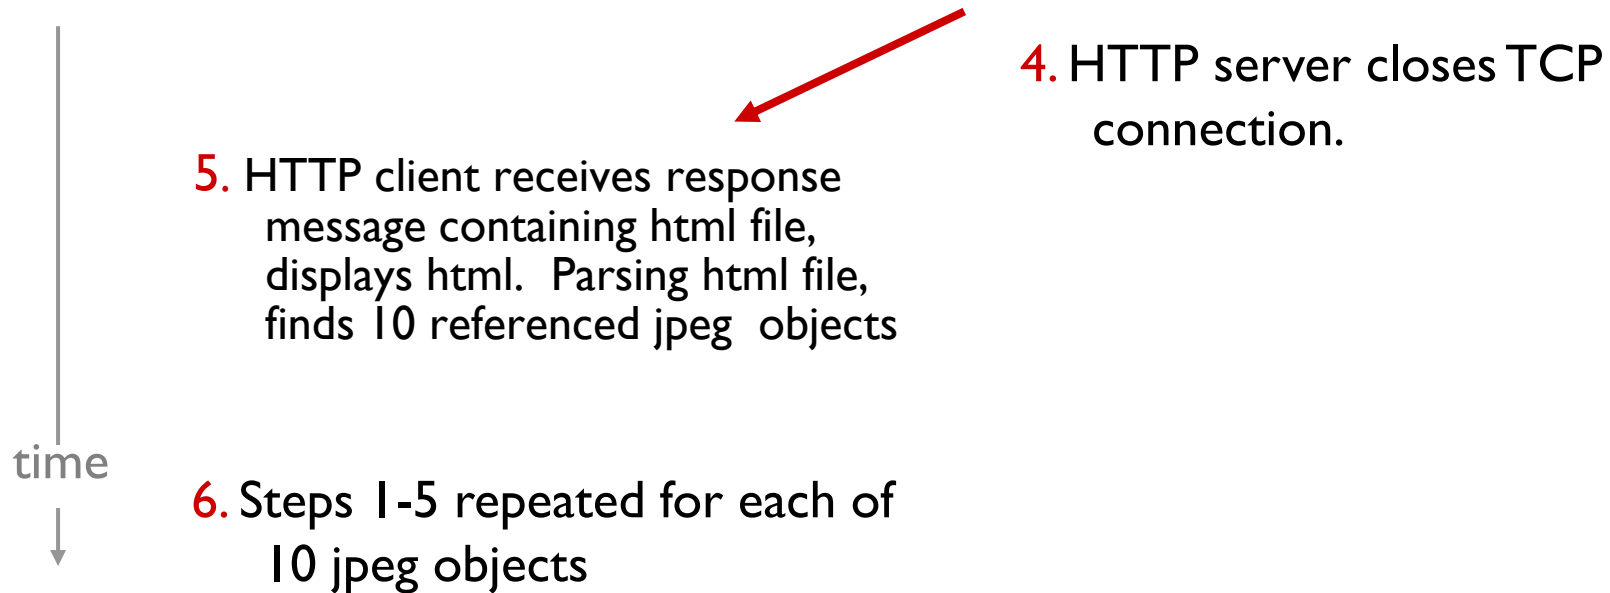 4. HTTP server closes TCP
connection.
5. HTTP client receives response
message containing html file,
displays html.  Parsing html file,
finds 10 referenced jpeg  objects
time
6. Steps 1-5 repeated for each of
10 jpeg objects